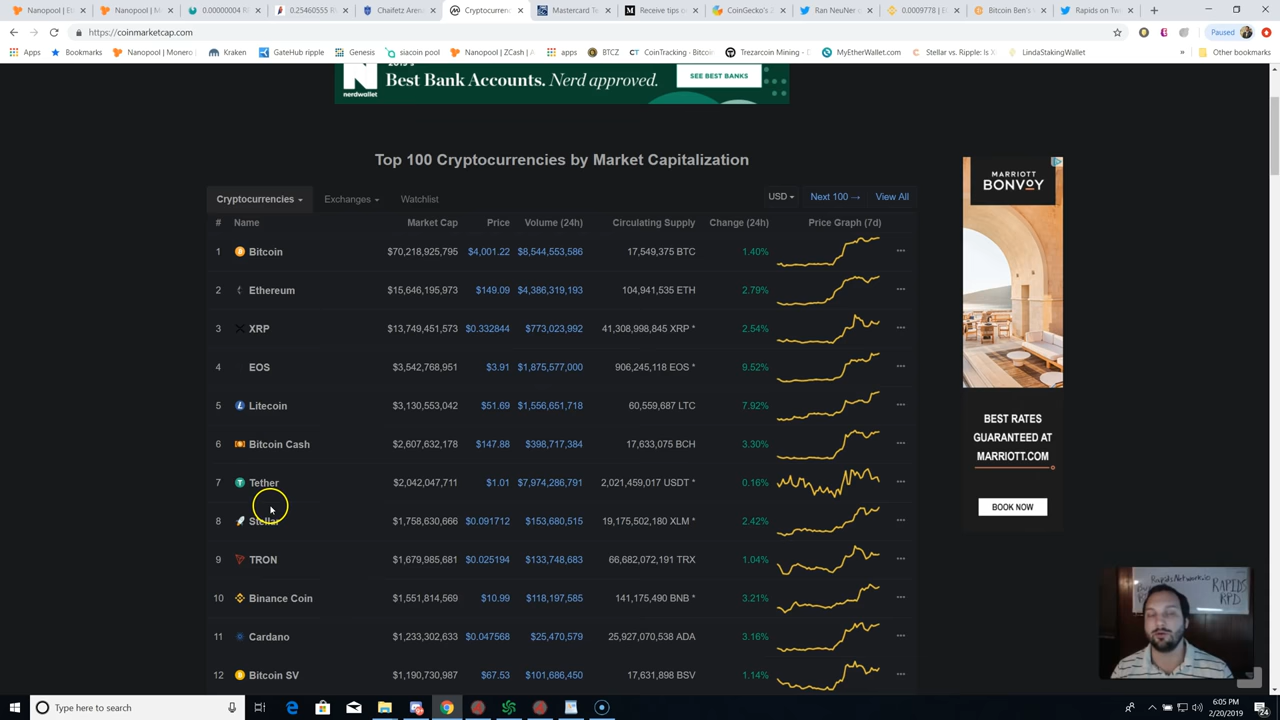 Nanopool | Et
Nanopool | M
0.00000004 R
0.25460555 R
Chaifetz Aren
Cryptocurrenc
Mastercard Te
Receive tips o
CoinGecko's 2
Ran NeuNer o
0.0009778 | E
Bitcoin Ben's
Rapids on Tw
https://coinmarketcap.com
Paused
Apps
Bookmarks
Nanopool | Monero
Kraken
GateHub ripple
Genesis
siacoin pool
Nanopool | ZCash
apps
BTCZ
CT CoinTracking · Bitcoin
Trezarcoin Mining - D
MyEtherWallet.com
Stellar vs. Ripple: Is X
LindaStakingWallet
»
Other bookmarks
N
nerdwallet
Best Bank Accounts. Nerd approved.
SEE BEST BANKS
Top 100 Cryptocurrencies by Market Capitalization
Cryptocurrencies
Exchanges
Watchlist
USD
Next 100 →
View All
# Name Market Cap Price Volume (24h) Circulating Supply Change (24h) Price Graph (7d)
1 Bitcoin $70,218,925,795 $4,001.22 $8,544,553,586 17,549,375 BTC 1.40%
2 Ethereum $15,646,195,973 $149.09 $4,386,319,193 104,941,535 ETH 2.79%
3 XRP $13,749,451,573 $0.332844 $773,023,992 41,308,998,845 XRP * 2.54%
4 EOS $3,542,768,951 $3.91 $1,875,577,000 906,245,118 EOS * 9.52%
5 Litecoin $3,130,553,042 $51.69 $1,556,651,718 60,559,687 LTC 7.92%
6 Bitcoin Cash $2,607,632,178 $147.88 $398,717,384 17,633,075 BCH 3.30%
7 Tether $2,042,047,711 $1.01 $7,974,286,791 2,021,459,017 USDT * 0.16%
8 Stellar $1,758,630,666 $0.091712 $153,680,515 19,175,502,180 XLM * 2.42%
9 TRON $1,679,985,681 $0.025194 $133,748,683 66,682,072,191 TRX 1.04%
10 Binance Coin $1,551,814,569 $10.99 $118,197,585 141,175,490 BNB * 3.21%
11 Cardano $1,233,302,633 $0.047568 $25,470,579 25,927,070,538 ADA 3.16%
12 Bitcoin SV $1,190,730,987 $67.53 $101,686,450 17,631,898 BSV 1.14%
MARRIOTT
BONVOY
BEST RATES
GUARANTEED AT
MARRIOTT.COM
BOOK NOW
RAPIDS
RPD
Type here to search
6:05 PM
2/20/2019
24